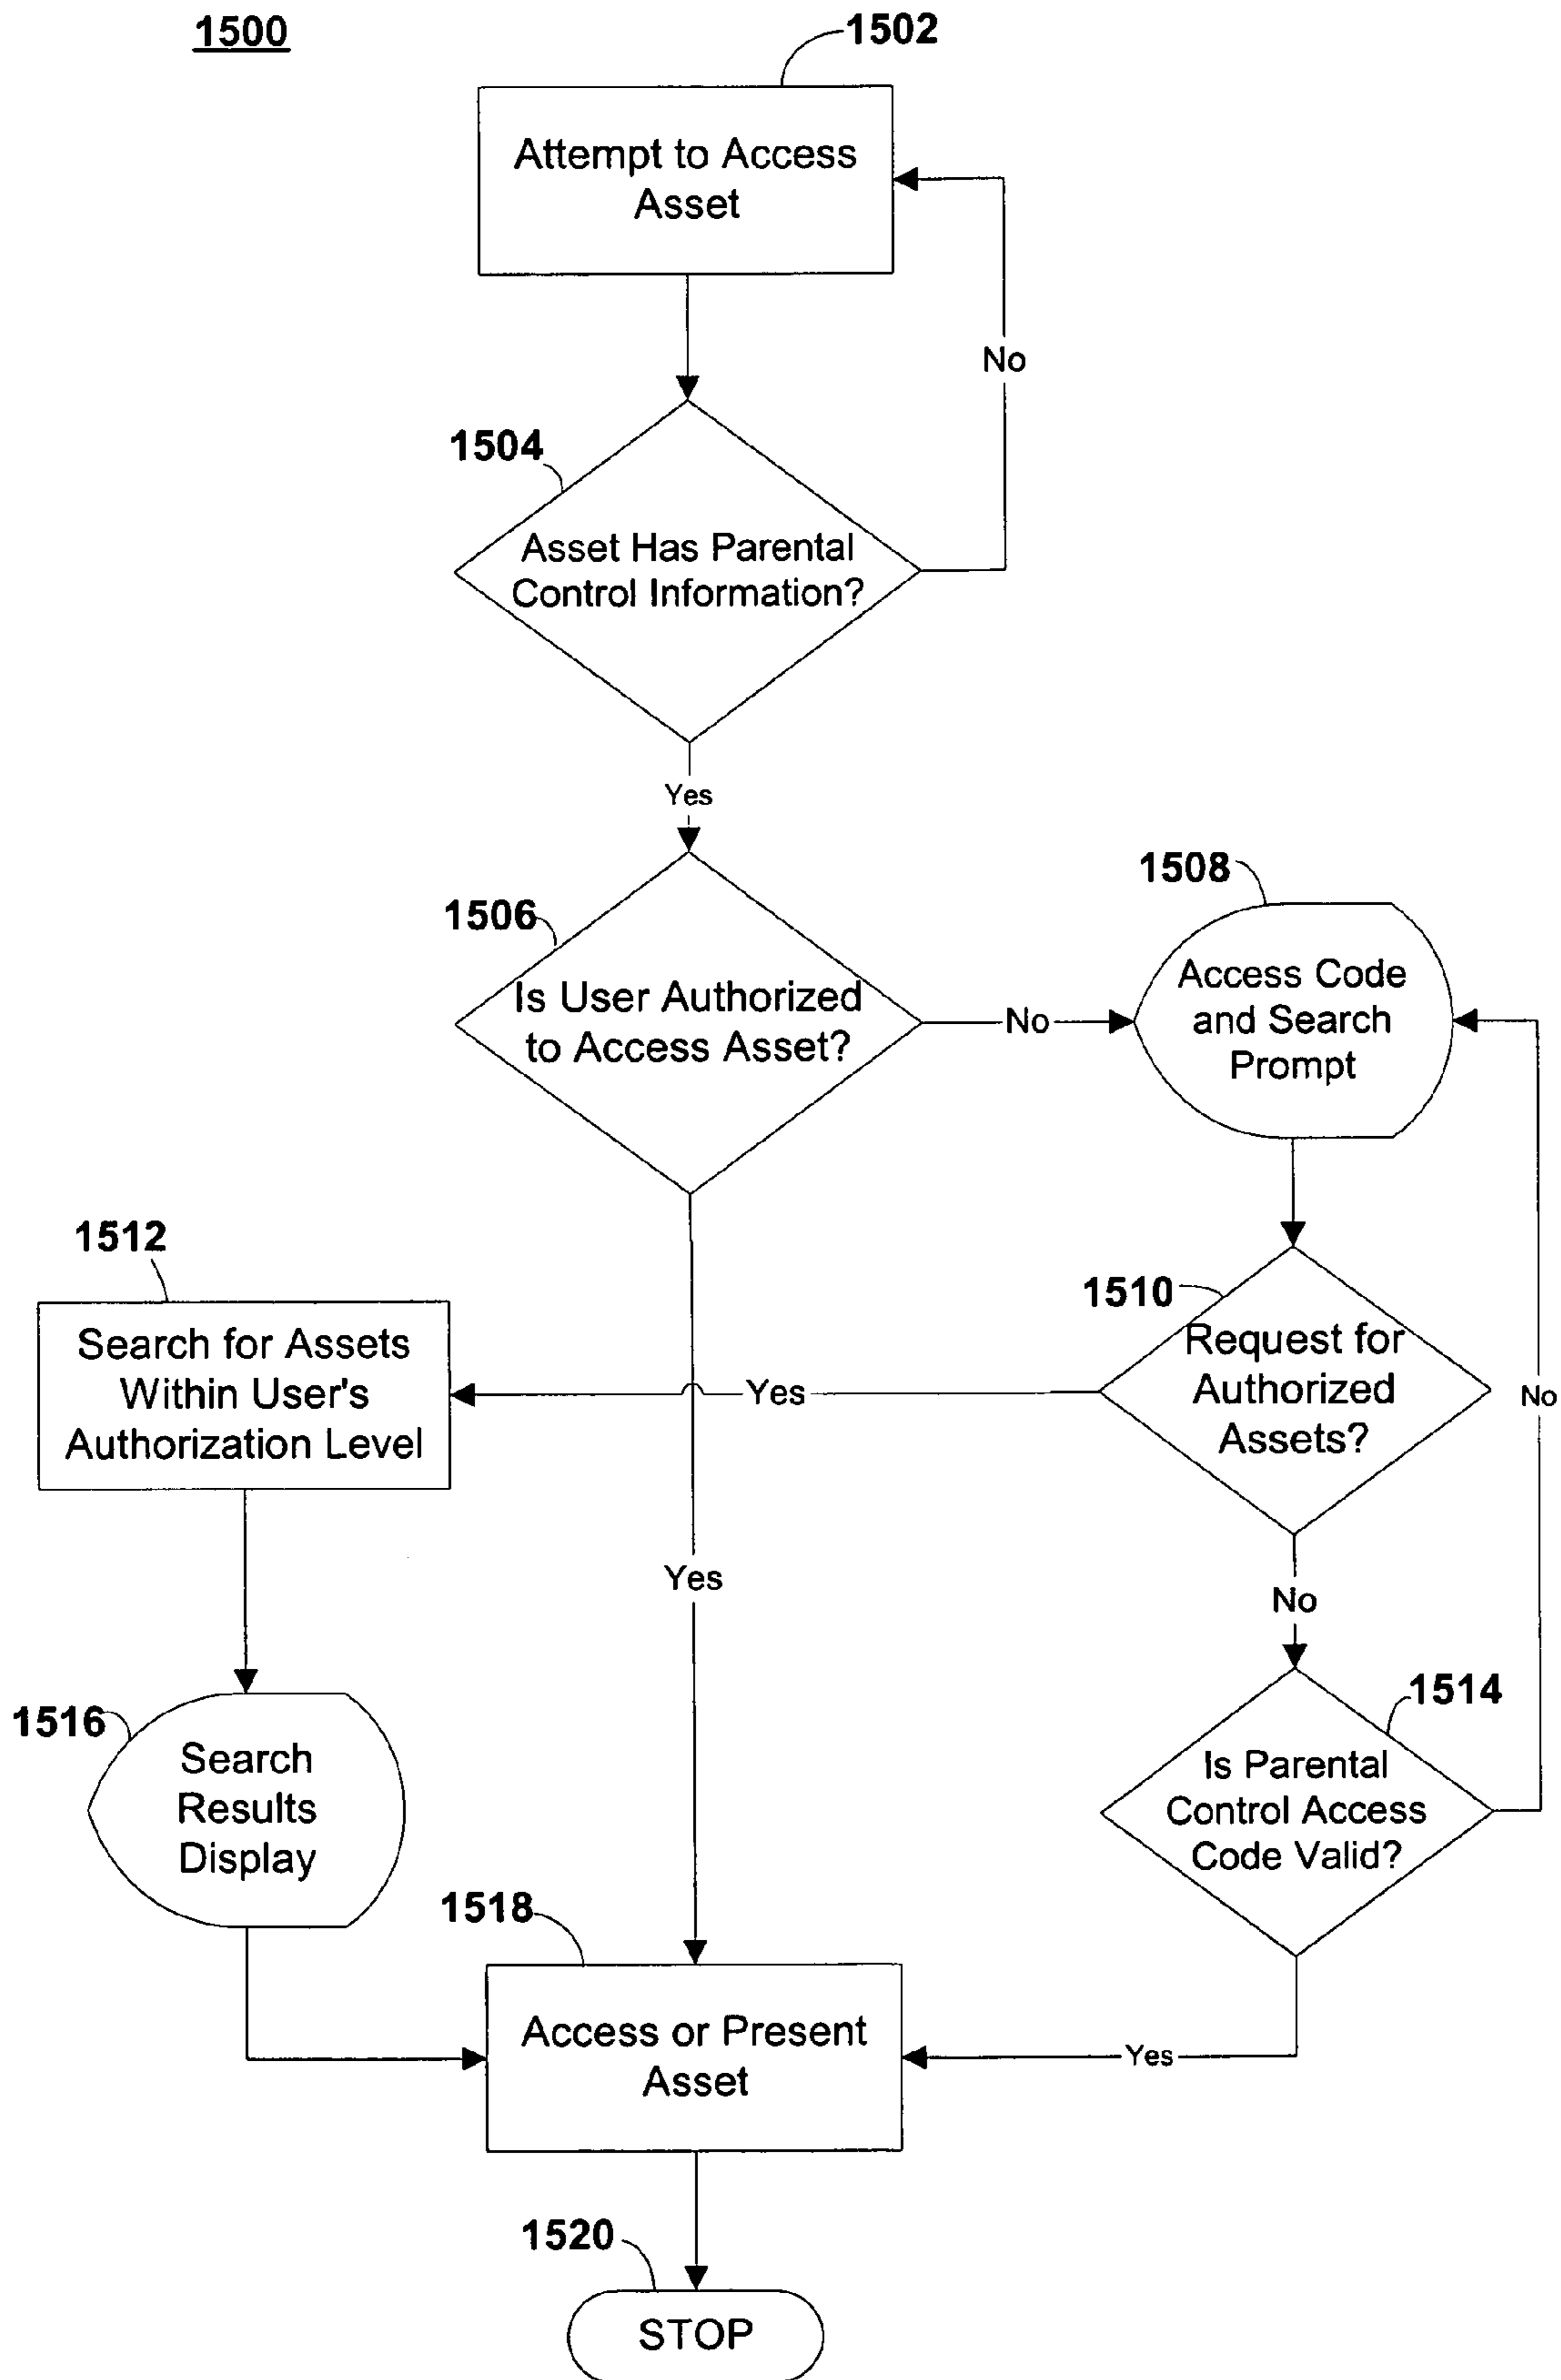 1500
1502
Attempt to Access
Asset
No
1504
Asset Has Parental
Control Information?
Yes
1506
Is User Authorized
to Access Asset?
No
1508
Access Code
and Search
Prompt
1510
Request for
Authorized
Assets?
Yes
No
1512
Search for Assets
Within User's
Authorization Level
Yes
No
1514
Is Parental
Control Access
Code Valid?
1516
Search
Results
Display
1518
Access or Present
Asset
Yes
1520
STOP